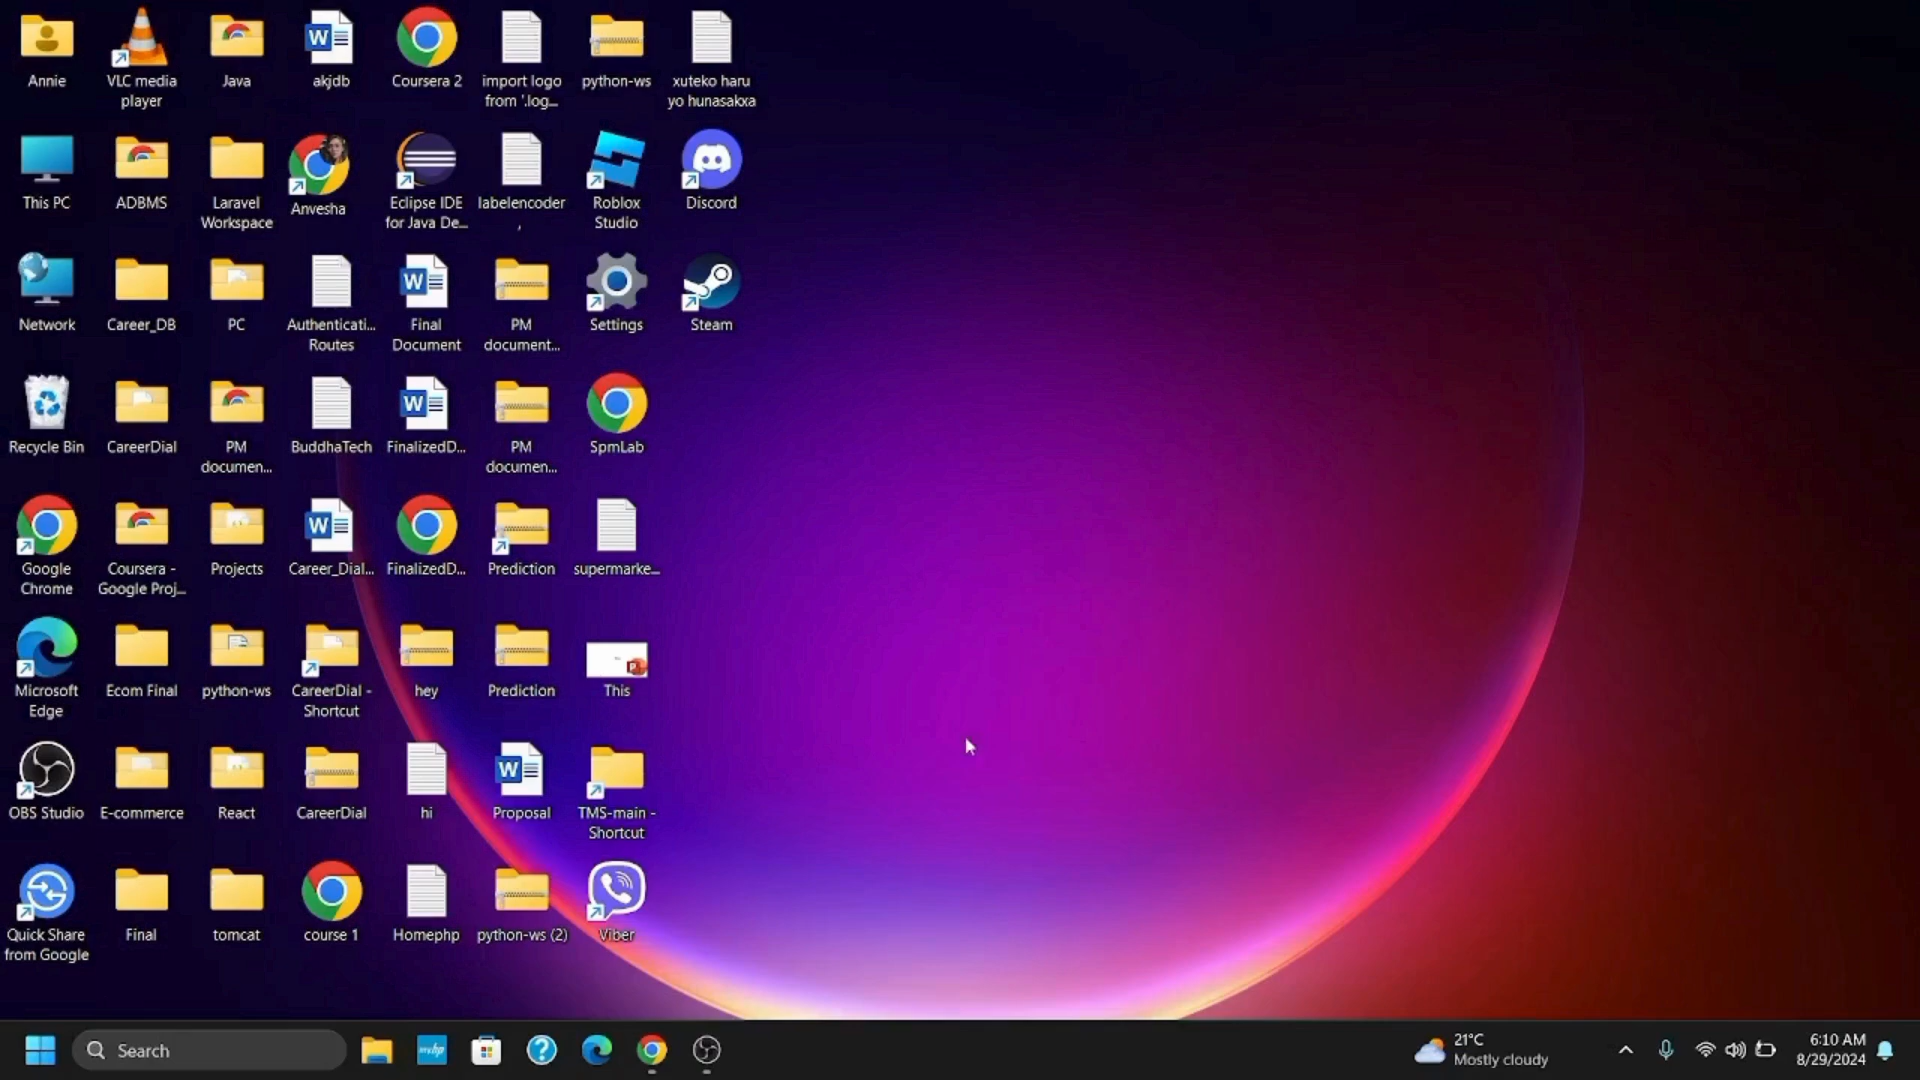 Annie
VLC media
player
Java
akjdb
Coursera 2
import logo
from '.log...
python-ws
xuteko haru
yo hunasakxa
This PC
ADBMS
Laravel
Workspace
Anvesha
Eclipse IDE
for Java De...
labelencoder
,
Roblox
Studio
Discord
Network
Career_DB
PC
Authenticati...
Routes
Final
Document
PM
document...
Settings
Steam
Recycle Bin
CareerDial
PM
documen...
BuddhaTech
FinalizedD...
PM
documen...
SpmLab
Google
Chrome
Coursera -
Google Proj...
Projects
Career_Dial...
FinalizedD...
Prediction
supermarke...
Microsoft
Edge
Ecom Final
python-ws
CareerDial -
Shortcut
hey
Prediction
This
OBS Studio
E-commerce
React
CareerDial
hi
Proposal
TMS-main -
Shortcut
Quick Share
from Google
Final
tomcat
course 1
Homephp
python-ws (2)
Viber
Search
myhp
21°C
Mostly cloudy
6:10 AM
8/29/2024